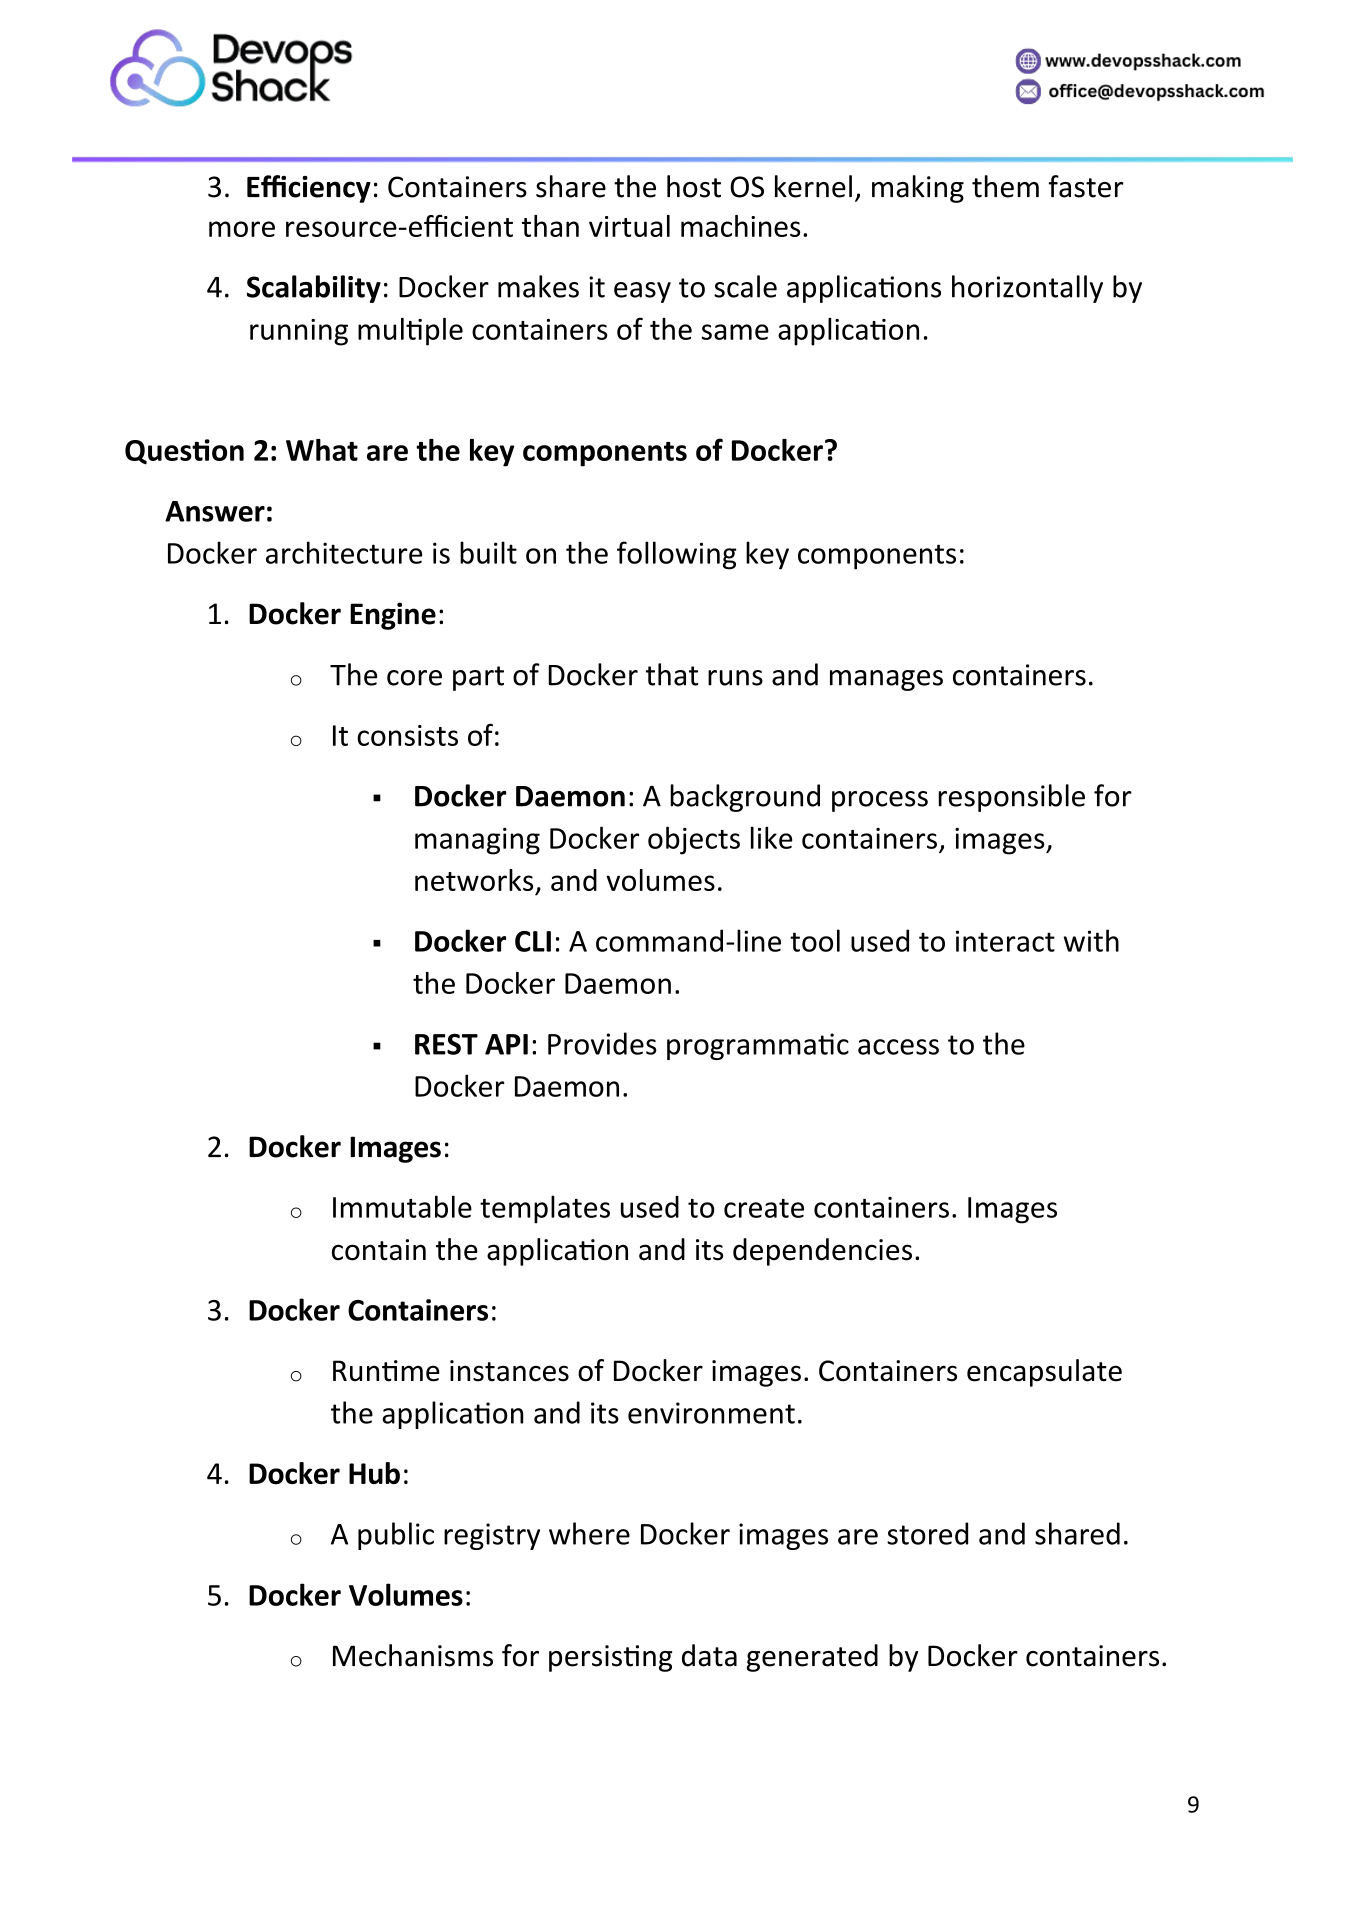 Devops
Shack
www.devopsshack.com
office@devopsshack.com
3. Efficiency: Containers share the host OS kernel, making them faster
more resource-efficient than virtual machines.
4. Scalability: Docker makes it easy to scale applications horizontally by
running multiple containers of the same application.
Question 2: What are the key components of Docker?
Answer:
Docker architecture is built on the following key components:
1. Docker Engine:
○ The core part of Docker that runs and manages containers.
○ It consists of:
▪ Docker Daemon: A background process responsible for
managing Docker objects like containers, images,
networks, and volumes.
▪ Docker CLI: A command-line tool used to interact with
the Docker Daemon.
▪ REST API: Provides programmatic access to the
Docker Daemon.
2. Docker Images:
○ Immutable templates used to create containers. Images
contain the application and its dependencies.
3. Docker Containers:
○ Runtime instances of Docker images. Containers encapsulate
the application and its environment.
4. Docker Hub:
○ A public registry where Docker images are stored and shared.
5. Docker Volumes:
○ Mechanisms for persisting data generated by Docker containers.
9